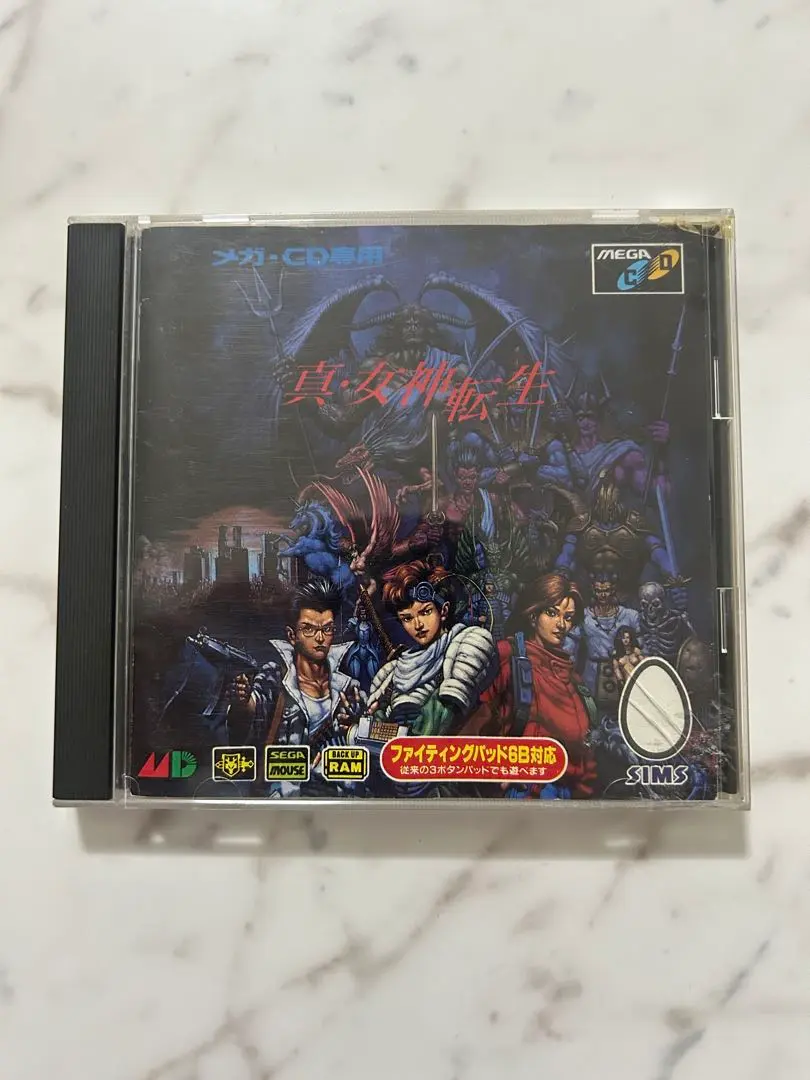 メガ・CD専用
MEGA
CD
真・女神転生
MD
SEGA
MOUSE
BACK UP
RAM
ファイティングパッド6B対応
従来の3ボタンパッドでも遊べます
SIMS